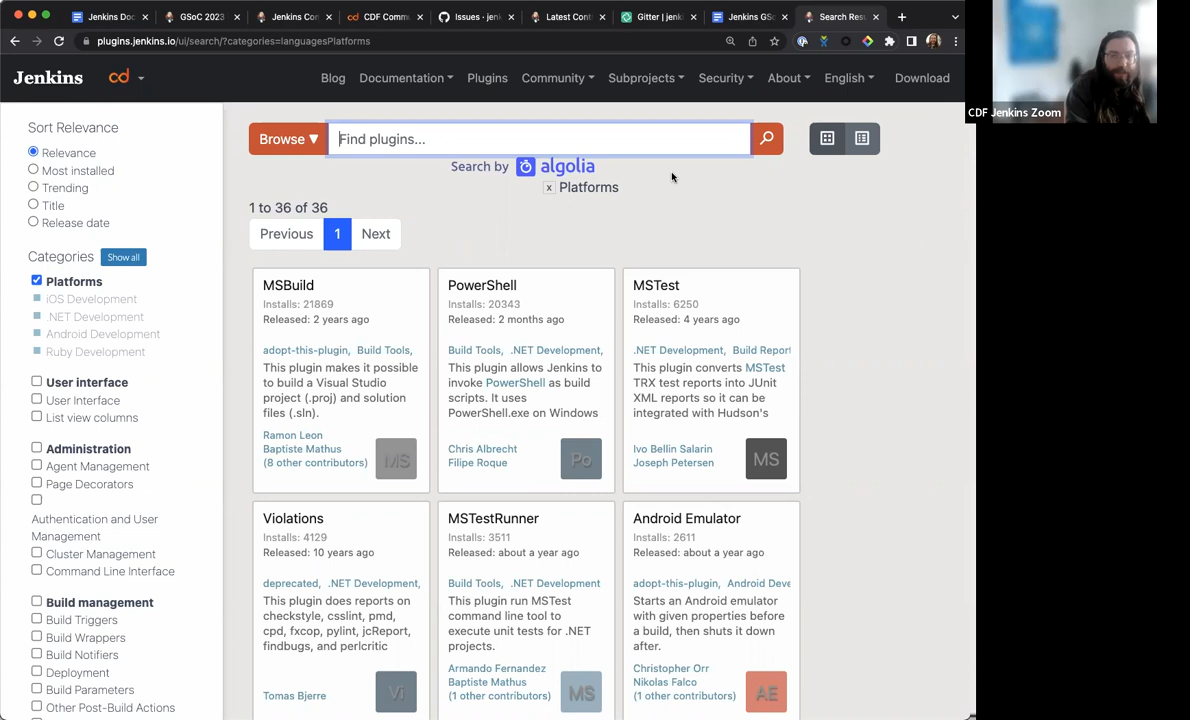 Jenkins Doc
GSoC 2023
Jenkins Con
CDF Commu
Issues · jenk
Latest Conti
Gitter | jenki
Jenkins GSo
Search Resu
plugins.jenkins.io/ui/search/?categories=languagesPlatforms
Jenkins
cd
Blog
Documentation
Plugins
Community
Subprojects
Security
About
English
Download
CDF Jenkins Zoom
Sort Relevance
Relevance
Most installed
Trending
Title
Release date
Categories
Show all
Platforms
iOS Development
.NET Development
Android Development
Ruby Development
User interface
User Interface
List view columns
Administration
Agent Management
Page Decorators
Authentication and User
Management
Cluster Management
Command Line Interface
Build management
Build Triggers
Build Wrappers
Build Notifiers
Deployment
Build Parameters
Other Post-Build Actions
Browse ▼
Find plugins...
Search by algolia
x Platforms
1 to 36 of 36
Previous
1
Next
MSBuild
Installs: 21869
Released: 2 years ago
adopt-this-plugin, Build Tools,
This plugin makes it possible
to build a Visual Studio
project (.proj) and solution
files (.sln).
Ramon Leon
Baptiste Mathus
(8 other contributors)
MS
PowerShell
Installs: 20343
Released: 2 months ago
Build Tools, .NET Development,
This plugin allows Jenkins to
invoke PowerShell as build
scripts. It uses
PowerShell.exe on Windows
Chris Albrecht
Filipe Roque
Po
MSTest
Installs: 6250
Released: 4 years ago
.NET Development, Build Report
This plugin converts MSTest
TRX test reports into JUnit
XML reports so it can be
integrated with Hudson's
Ivo Bellin Salarin
Joseph Petersen
MS
Violations
Installs: 4129
Released: 10 years ago
deprecated, .NET Development,
This plugin does reports on
checkstyle, csslint, pmd,
cpd, fxcop, pylint, jcReport,
findbugs, and perlcritic
Tomas Bjerre
Vi
MSTestRunner
Installs: 3511
Released: about a year ago
Build Tools, .NET Development
This plugin run MSTest
command line tool to
execute unit tests for .NET
projects.
Armando Fernandez
Baptiste Mathus
(1 other contributors)
MS
Android Emulator
Installs: 2611
Released: about a year ago
adopt-this-plugin, Android Deve
Starts an Android emulator
with given properties before
a build, then shuts it down
after.
Christopher Orr
Nikolas Falco
(1 other contributors)
AE